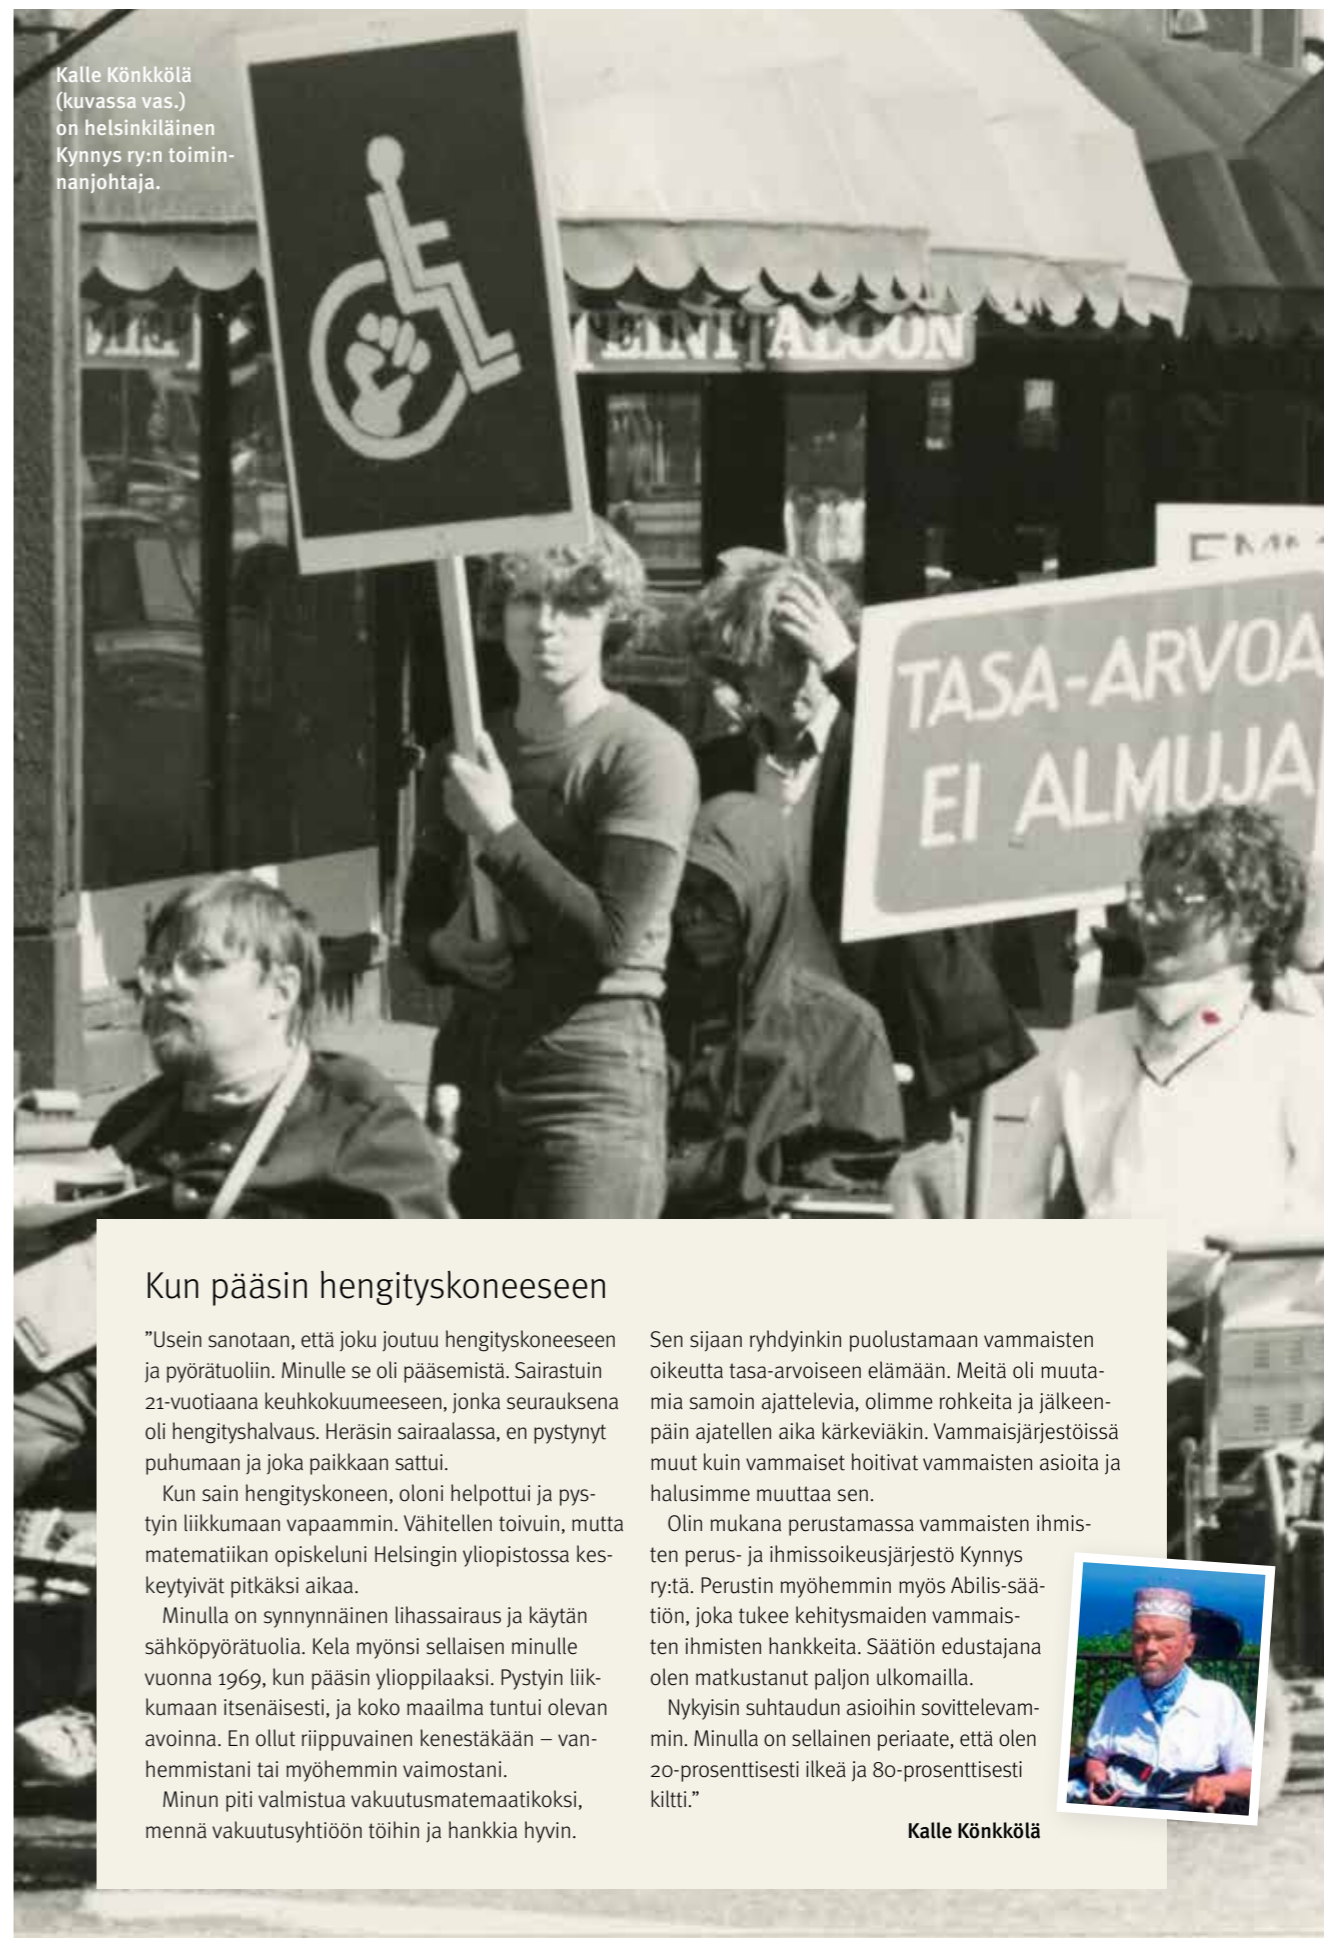 Kalle Könkkölä
(kuvassa vas.)
on helsinkiläinen
Kynnys ry:n toimin-
nanjohtaja.
TASA-ARVOA
EI ALMUJA
Kun pääsin hengityskoneeseen
”Usein sanotaan, että joku joutuu hengityskoneeseen
ja pyörätuoliin. Minulle se oli pääsemistä. Sairastuin
21-vuotiaana keuhkokuumeeseen, jonka seurauksena
oli hengityshalvaus. Heräsin sairaalassa, en pystynyt
puhumaan ja joka paikkaan sattui.
Kun sain hengityskoneen, oloni helpottui ja pys-
tyin liikkumaan vapaammin. Vähitellen toivuin, mutta
matematiikan opiskeluni Helsingin yliopistossa kes-
keytyivät pitkäksi aikaa.
Minulla on synnynnäinen lihassairaus ja käytän
sähköpyörätuolia. Kela myönsi sellaisen minulle
vuonna 1969, kun pääsin ylioppilaaksi. Pystyin liik-
kumaan itsenäisesti, ja koko maailma tuntui olevan
avoinna. En ollut riippuvainen kenestäkään – van-
hemmistani tai myöhemmin vaimostani.
Minun piti valmistua vakuutusmatemaatikoksi,
mennä vakuutusyhtiöön töihin ja hankkia hyvin.
Sen sijaan ryhdyinkin puolustamaan vammaisten
oikeutta tasa-arvoiseen elämään. Meitä oli muuta-
mia samoin ajattelevia, olimme rohkeita ja jälkeen-
päin ajatellen aika kärkeviäkin. Vammaisjärjestöissä
muut kuin vammaiset hoitivat vammaisten asioita ja
halusimme muuttaa sen.
Olin mukana perustamassa vammaisten ihmis-
ten perus- ja ihmissoikeusjärjestö Kynnys
ry:tä. Perustin myöhemmin myös Abilis-sää-
tiön, joka tukee kehitysmaiden vammais-
ten ihmisten hankkeita. Säätiön edustajana
olen matkustanut paljon ulkomailla.
Nykyisin suhtaudun asioihin sovittelevam-
min. Minulla on sellainen periaate, että olen
20-prosenttisesti ilkeä ja 80-prosenttisesti
kiltti.”
Kalle Könkkölä